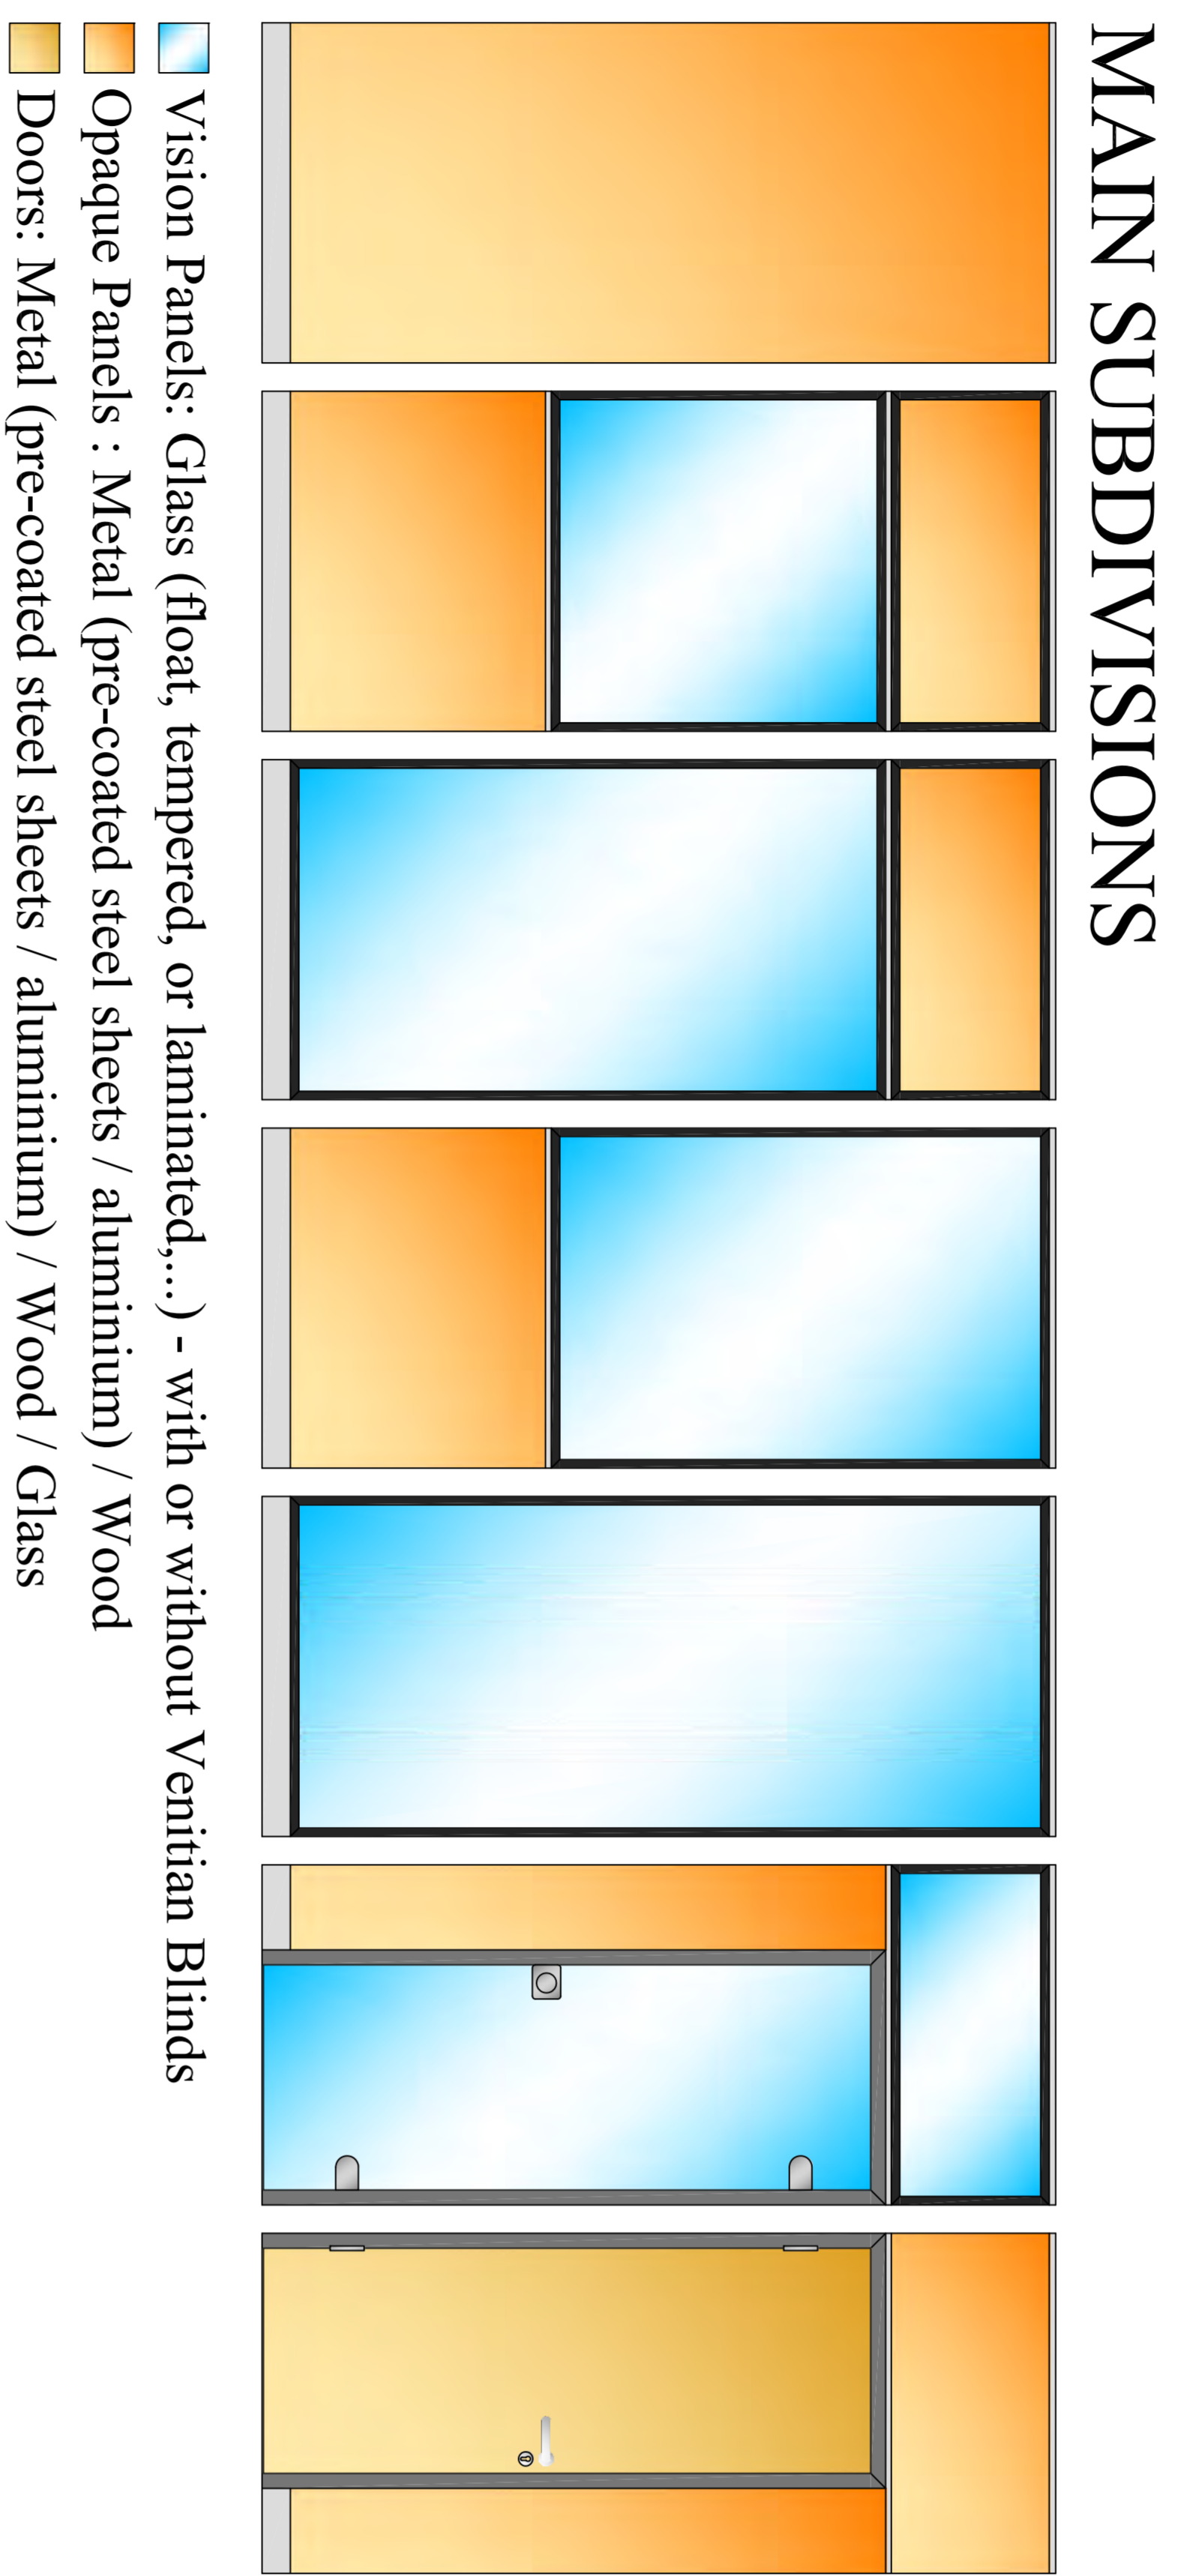 MAIN SUBDIVISIONS
Vision Panels: Glass (float, tempered, or laminated,...) - with or without Venitian Blinds
Opaque Panels : Metal (pre-coated steel sheets / aluminium) / Wood
Doors: Metal (pre-coated steel sheets / aluminium) / Wood / Glass